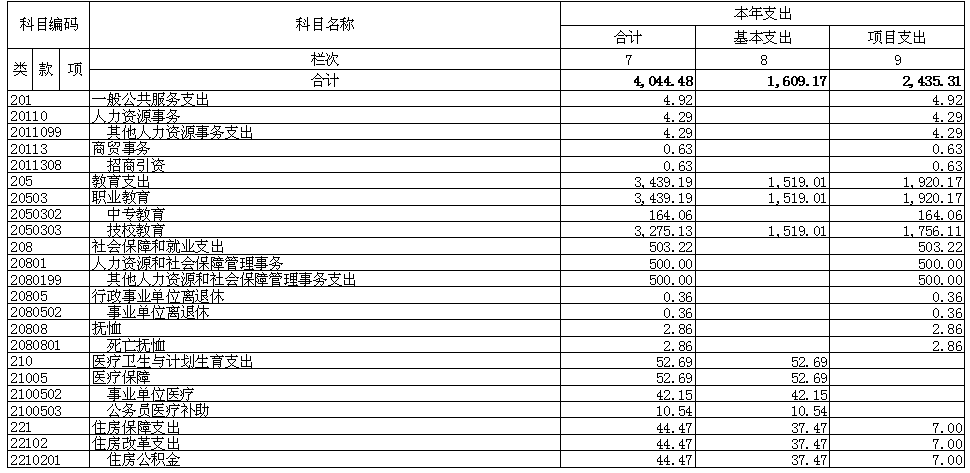 科目编码 科目名称 本年支出
合计 基本支出 项目支出
类 款 项 栏次 7 8 9
合计 4,044.48 1,609.17 2,435.31
201 一般公共服务支出 4.92 4.92
20110 人力资源事务 4.29 4.29
2011099 其他人力资源事务支出 4.29 4.29
20113 商贸事务 0.63 0.63
2011308 招商引资 0.63 0.63
205 教育支出 3,439.19 1,519.01 1,920.17
20503 职业教育 3,439.19 1,519.01 1,920.17
2050302 中专教育 164.06 164.06
2050303 技校教育 3,275.13 1,519.01 1,756.11
208 社会保障和就业支出 503.22 503.22
20801 人力资源和社会保障管理事务 500.00 500.00
2080199 其他人力资源和社会保障管理事务支出 500.00 500.00
20805 行政事业单位离退休 0.36 0.36
2080502 事业单位离退休 0.36 0.36
20808 抚恤 2.86 2.86
2080801 死亡抚恤 2.86 2.86
210 医疗卫生与计划生育支出 52.69 52.69
21005 医疗保障 52.69 52.69
2100502 事业单位医疗 42.15 42.15
2100503 公务员医疗补助 10.54 10.54
221 住房保障支出 44.47 37.47 7.00
22102 住房改革支出 44.47 37.47 7.00
2210201 住房公积金 44.47 37.47 7.00